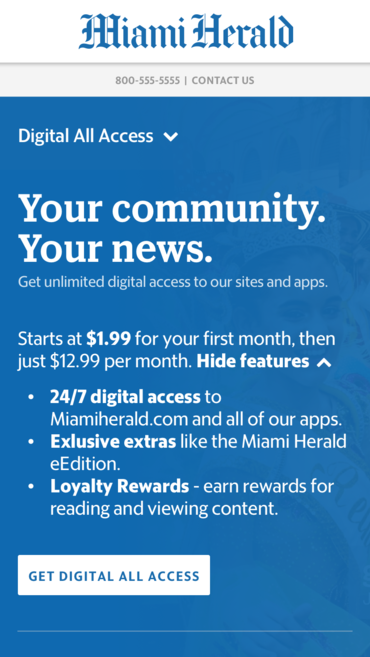 Miami Herald
800-555-5555 | CONTACT US
Digital All Access
Your community.
Your news.
Get unlimited digital access to our sites and apps.
Starts at $1.99 for your first month, then
just $12.99 per month. Hide features
• 24/7 digital access to
Miamiherald.com and all of our apps.
• Exlusive extras like the Miami Herald
eEdition.
• Loyalty Rewards - earn rewards for
reading and viewing content.
GET DIGITAL ALL ACCESS